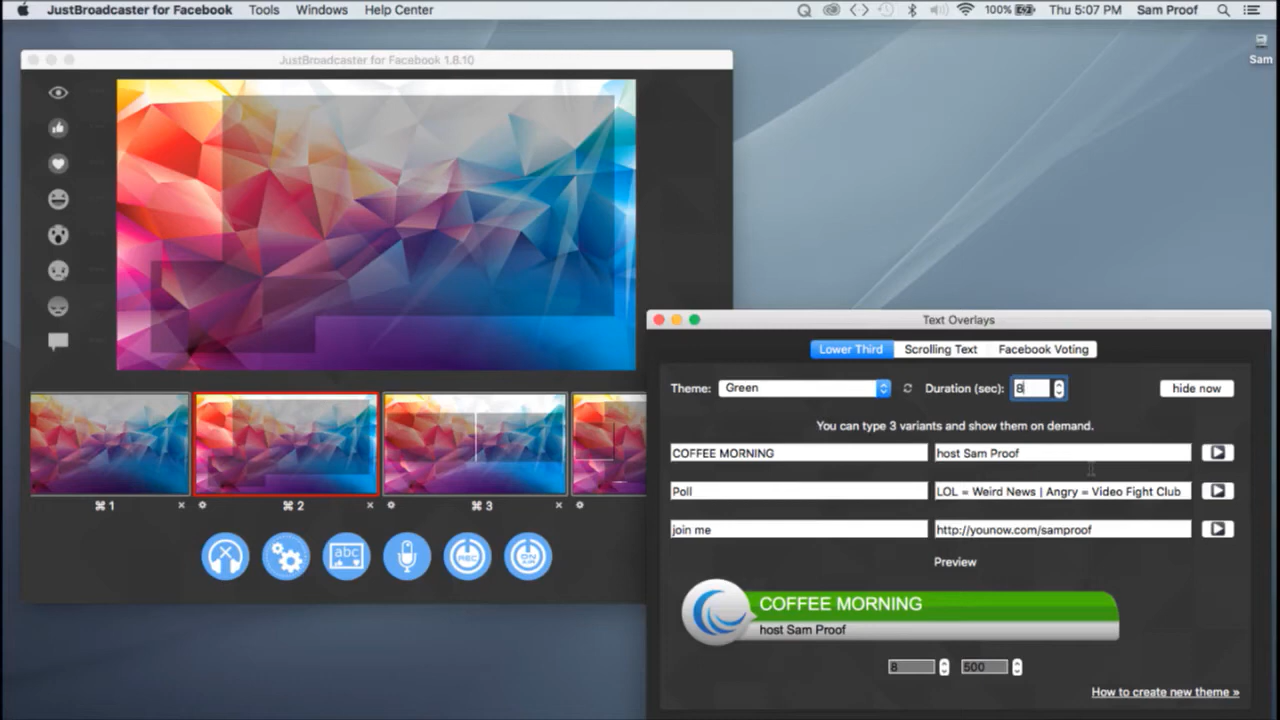 JustBroadcaster for Facebook Tools Windows Help Center 100% Thu 5:07 PM Sam Proof
Sam
JustBroadcaster for Facebook 1.8.10
⌘1 × ⌘2 × ⌘3 ×
abc
REC
ON AIR
Text Overlays
Lower Third Scrolling Text Facebook Voting
Theme: Green Duration (sec): 8 hide now
You can type 3 variants and show them on demand.
COFFEE MORNING host Sam Proof
Poll LOL = Weird News | Angry = Video Fight Club
join me http://younow.com/samproof
Preview
COFFEE MORNING
host Sam Proof
8 500
How to create new theme »